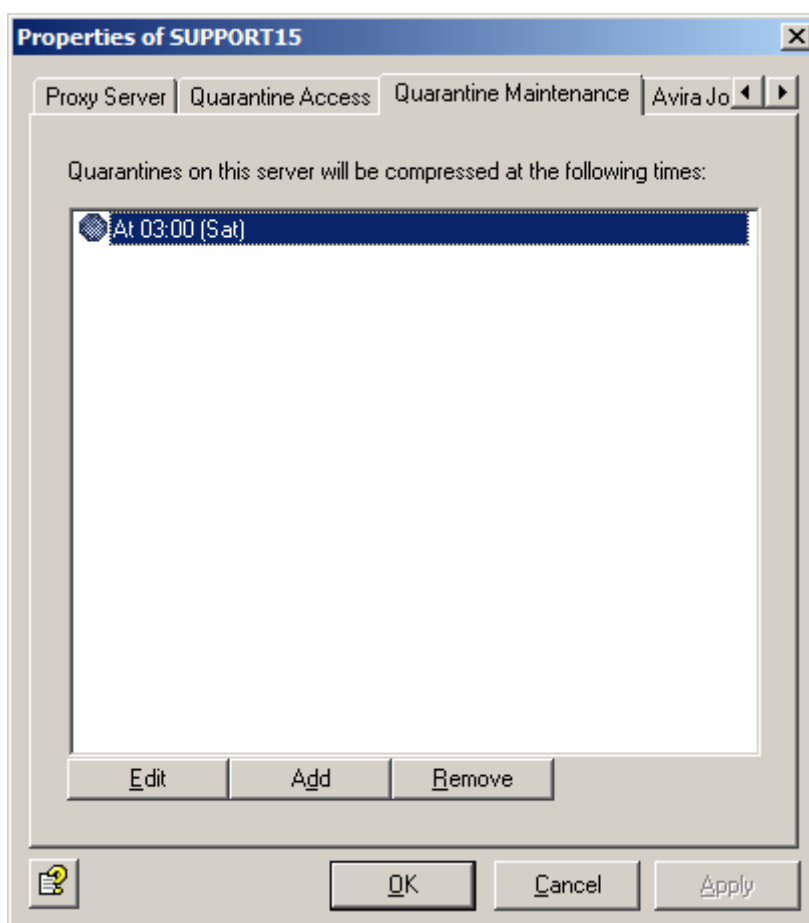 Properties of SUPPORT15
Proxy Server Quarantine Access Quarantine Maintenance Avira Jo
Quarantines on this server will be compressed at the following times:
At 03:00 (Sat)
Edit Add Remove
OK Cancel Apply